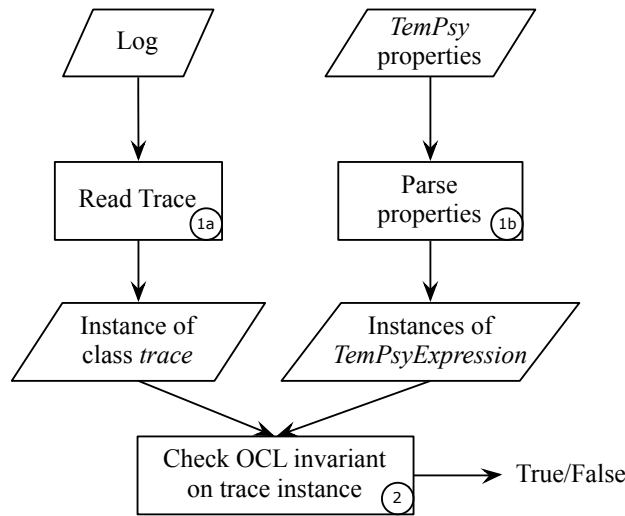 Log
TemPsy
properties
Read Trace
1a
Parse
properties
1b
Instance of
class trace
Instances of
TemPsyExpression
Check OCL invariant
on trace instance
2
True/False